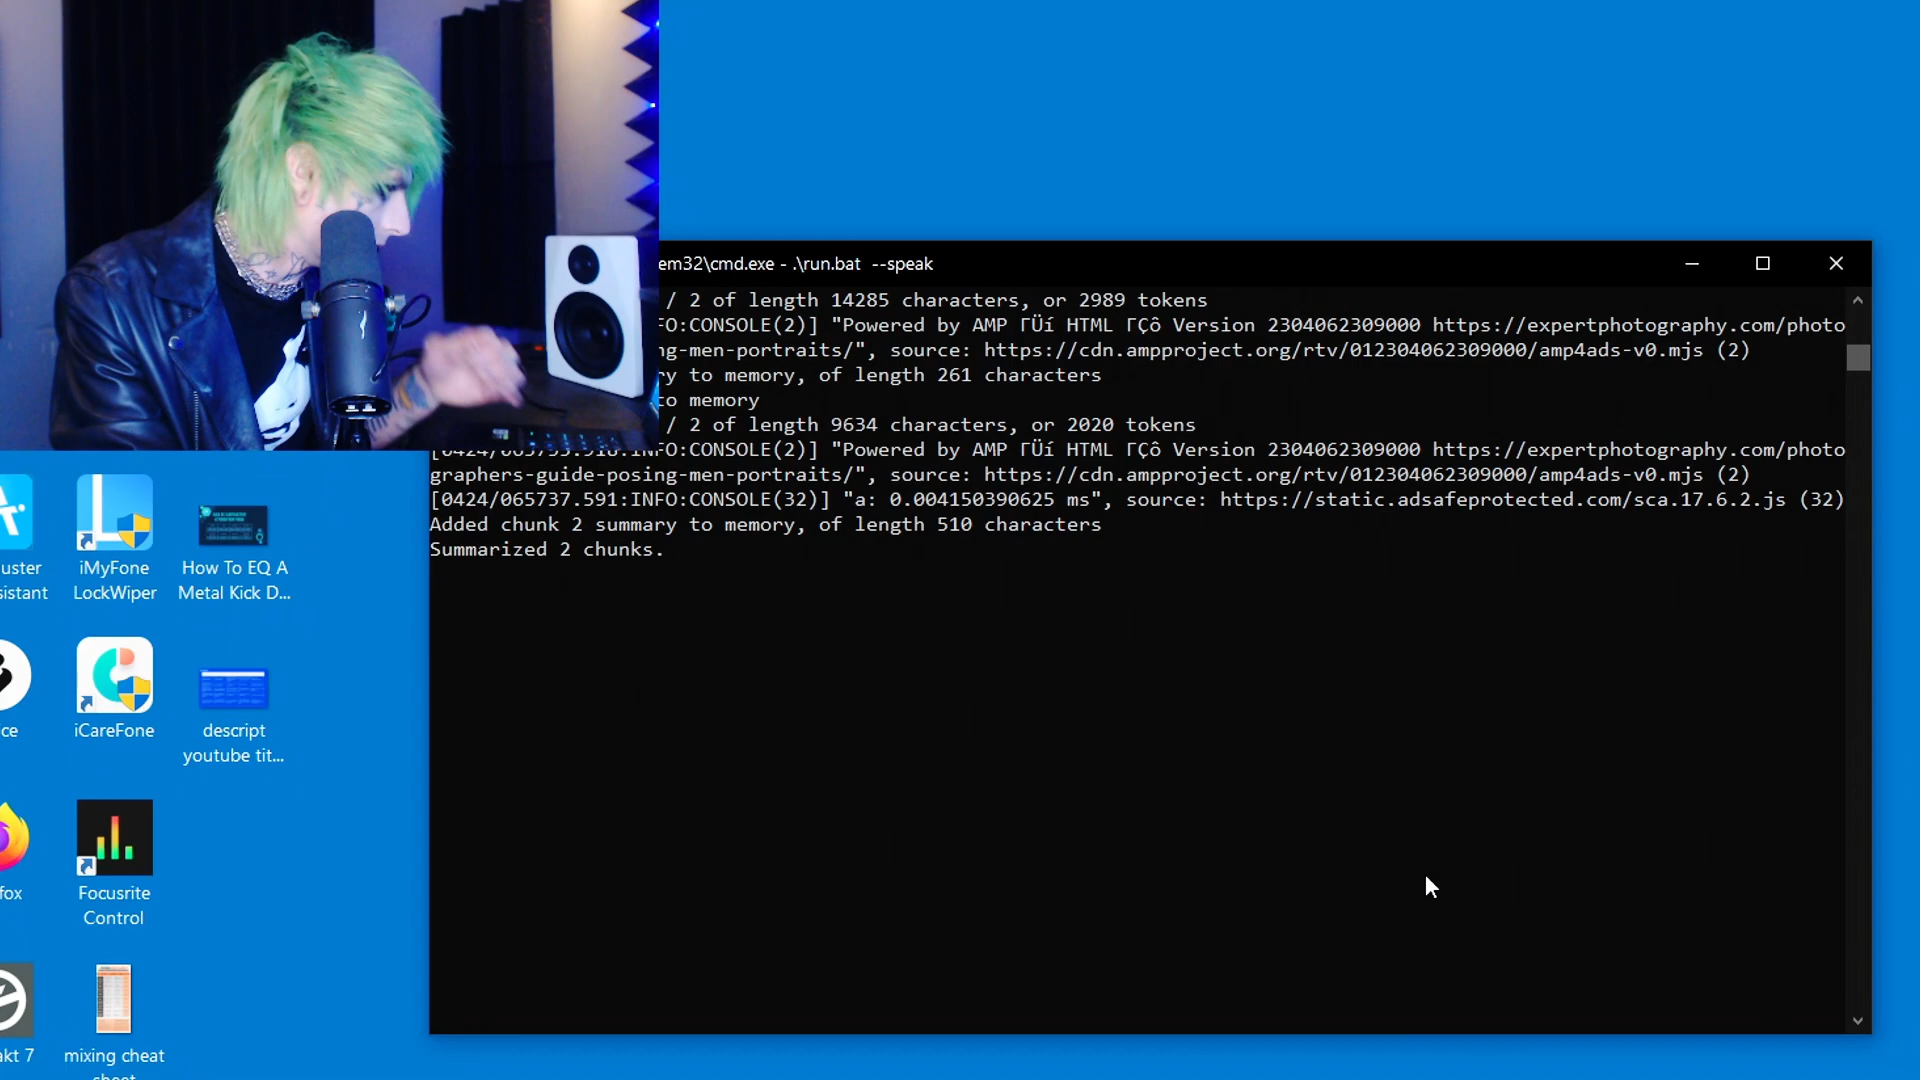 em32\cmd.exe - .\run.bat --speak
/ 2 of length 14285 characters, or 2989 tokens
FO:CONSOLE(2)] "Powered by AMP ΓÜí HTML ΓÇô Version 2304062309000 https://expertphotography.com/photo
ng-men-portraits/", source: https://cdn.ampproject.org/rtv/012304062309000/amp4ads-v0.mjs (2)
ry to memory, of length 261 characters
to memory
/ 2 of length 9634 characters, or 2020 tokens
FO:CONSOLE(2)] "Powered by AMP ΓÜí HTML ΓÇô Version 2304062309000 https://expertphotography.com/photo
graphers-guide-posing-men-portraits/", source: https://cdn.ampproject.org/rtv/012304062309000/amp4ads-v0.mjs (2)
[0424/065737.591:INFO:CONSOLE(32)] "a: 0.004150390625 ms", source: https://static.adsafeprotected.com/sca.17.6.2.js (32)
Added chunk 2 summary to memory, of length 510 characters
Summarized 2 chunks.
uster
sistant
iMyFone
LockWiper
How To EQ A
Metal Kick D...
ce
iCareFone
descript
youtube tit...
fox
Focusrite
Control
akt 7
mixing cheat
sheet